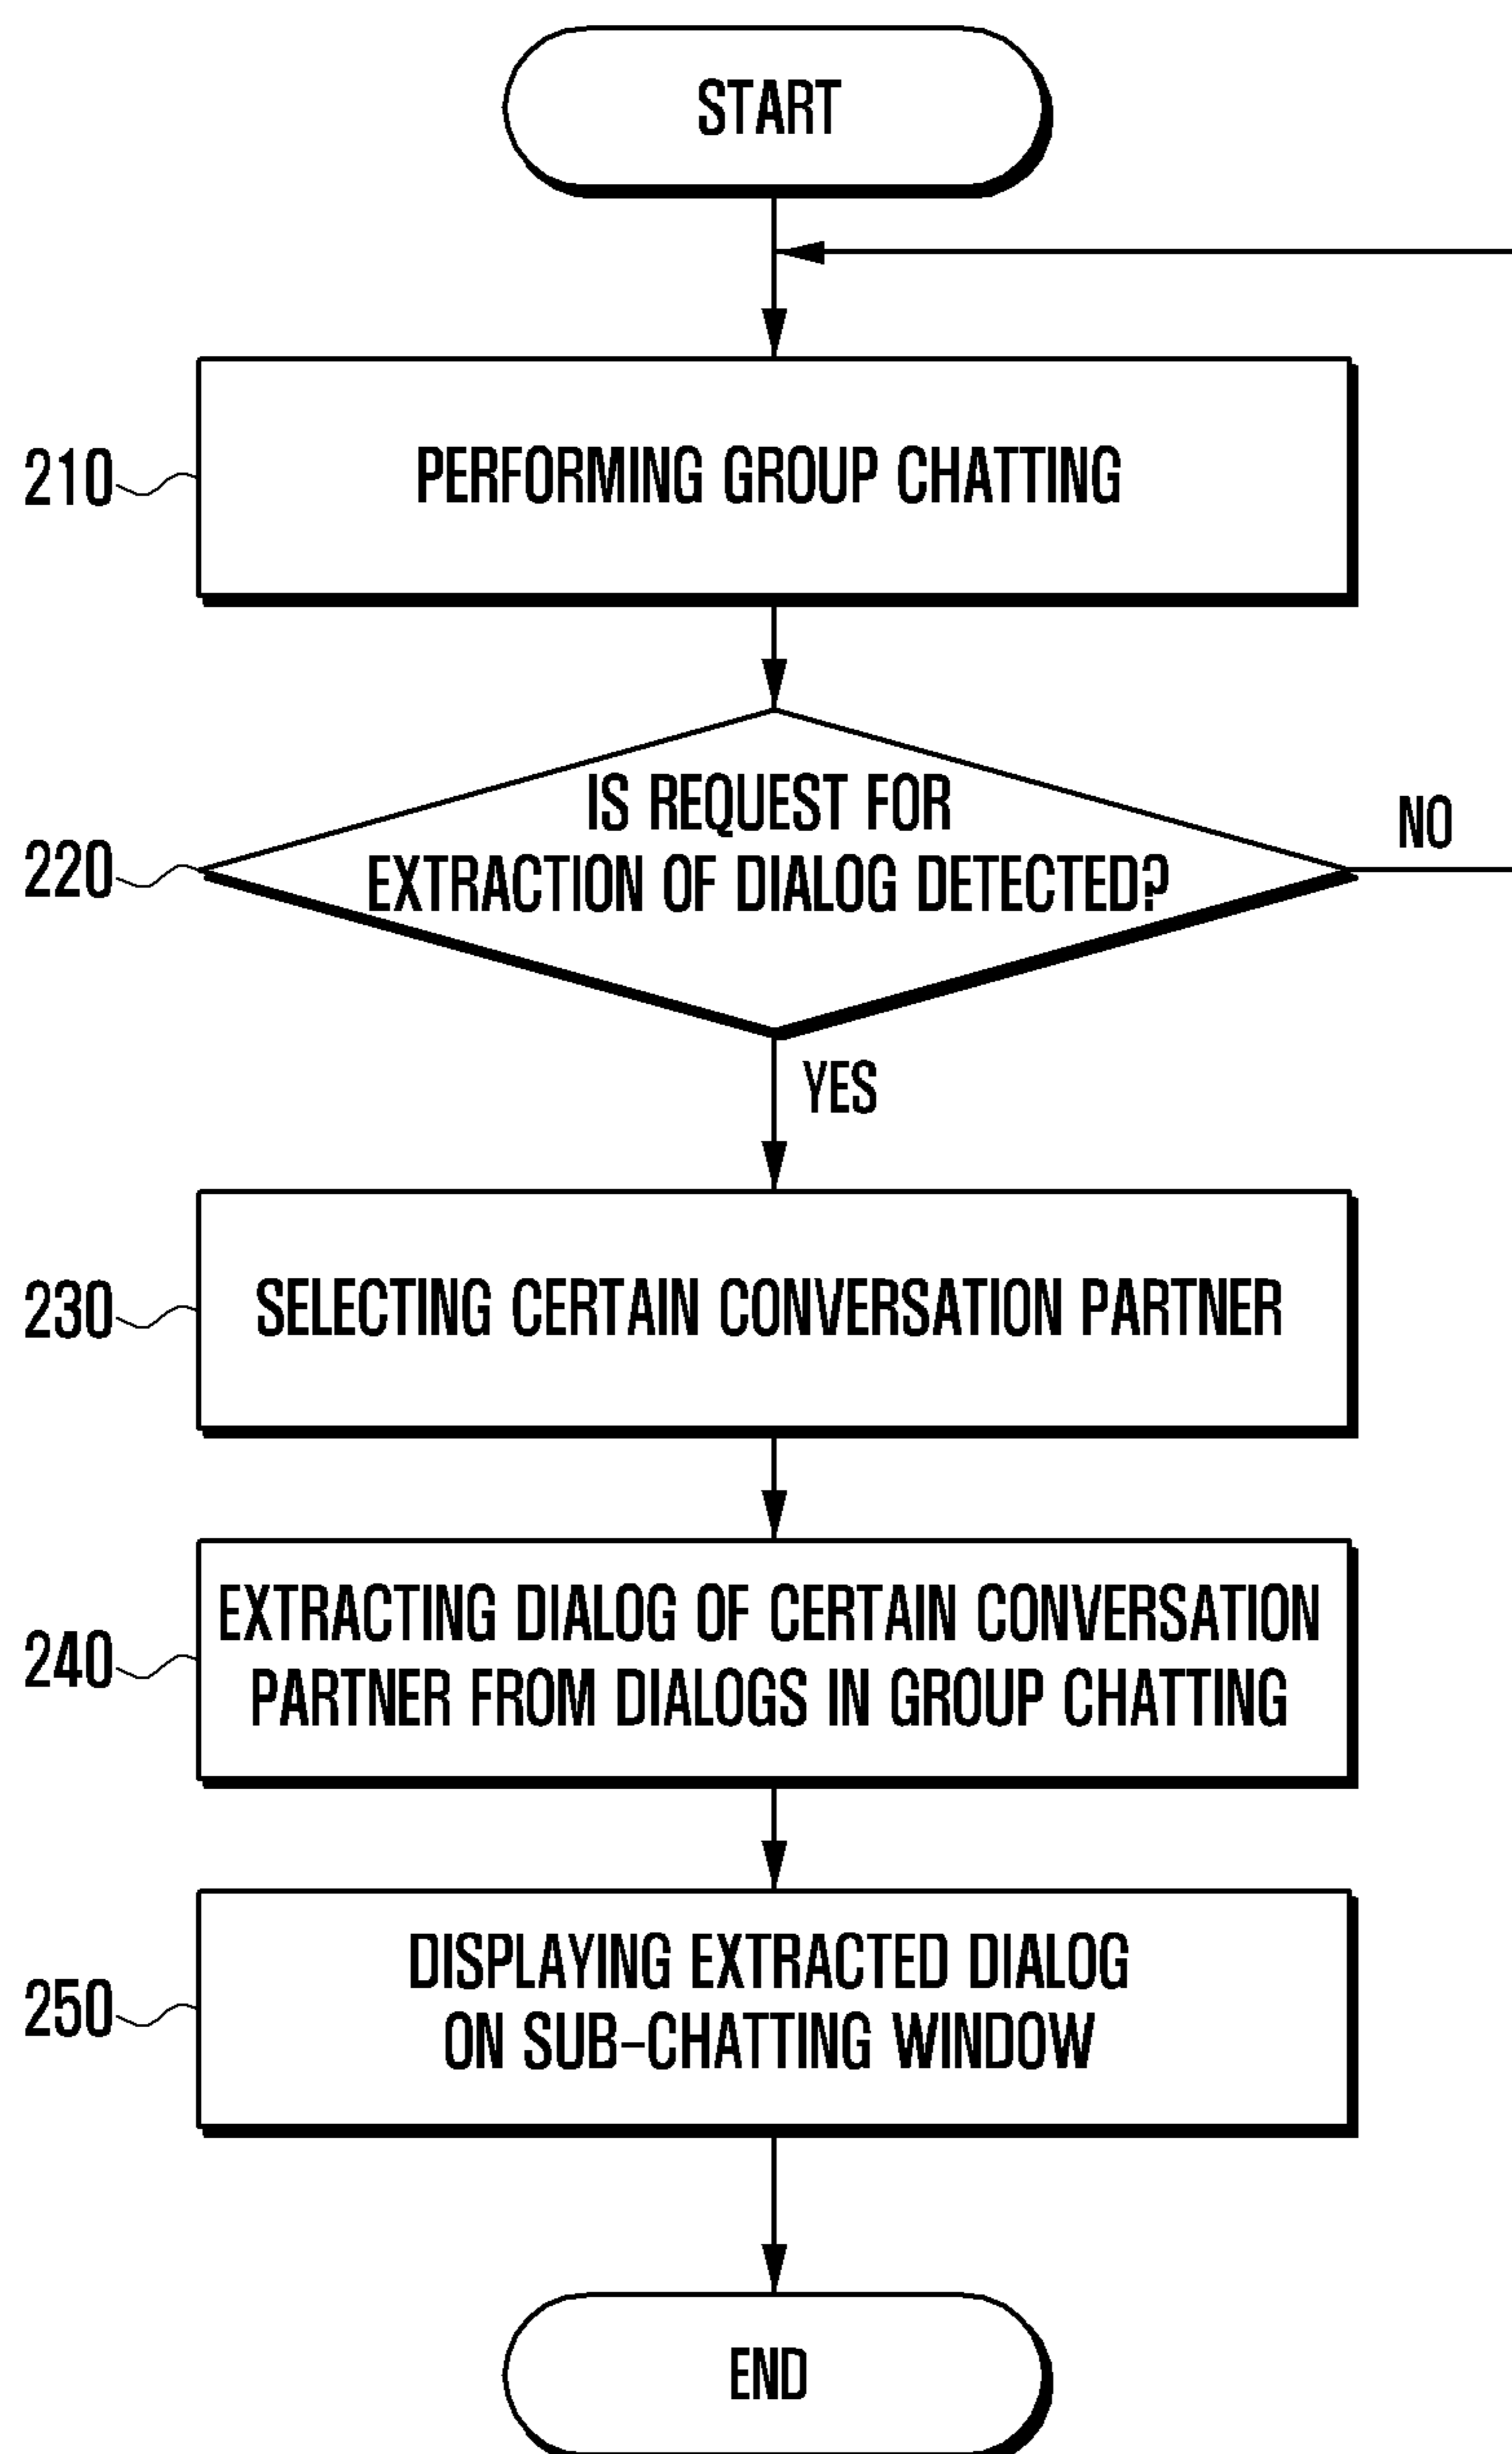 START
210
PERFORMING GROUP CHATTING
220
IS REQUEST FOR
EXTRACTION OF DIALOG DETECTED?
NO
YES
230
SELECTING CERTAIN CONVERSATION PARTNER
240
EXTRACTING DIALOG OF CERTAIN CONVERSATION
PARTNER FROM DIALOGS IN GROUP CHATTING
250
DISPLAYING EXTRACTED DIALOG
ON SUB-CHATTING WINDOW
END